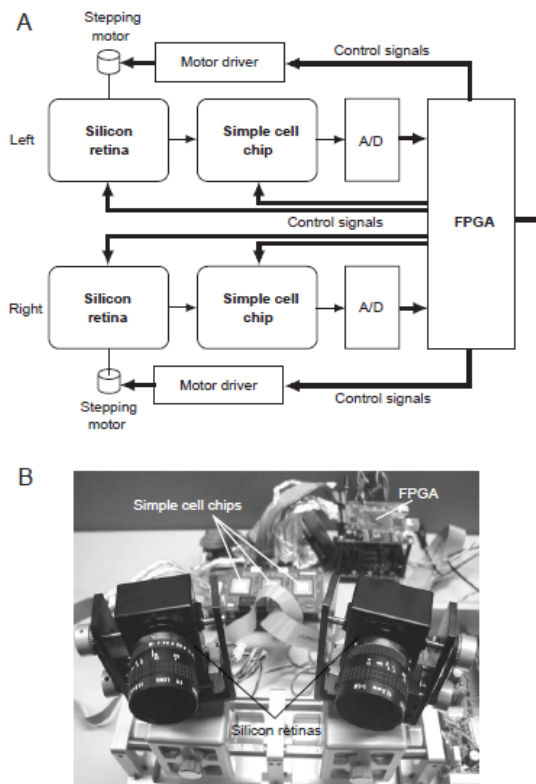 A
Stepping
motor
Motor driver
Control signals
Left
Silicon
retina
Simple cell
chip
A/D
FPGA
Control signals
Right
Silicon
retina
Simple cell
chip
A/D
Motor driver
Stepping
motor
Control signals
B
Simple cell chips
FPGA
Silicon retinas